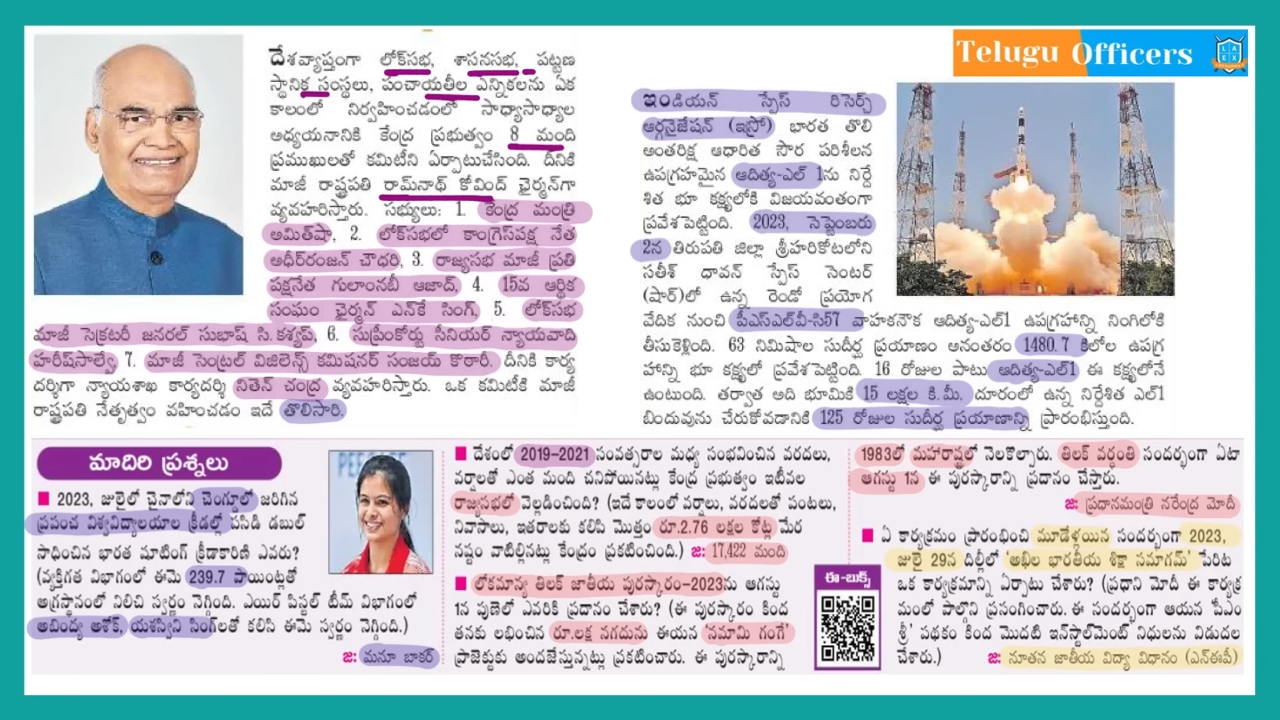 Telugu Officers
దేశవ్యాప్తంగా లోక్‌సభ, శాసనసభ, పట్టణ
స్థానిక సంస్థలు, పంచాయతీల ఎన్నికలను ఏక
కాలంలో నిర్వహించడంలో సాధ్యాసాధ్యాల
అధ్యయనానికి కేంద్ర ప్రభుత్వం 8 మంది
ప్రముఖులతో కమిటీని ఏర్పాటుచేసింది. దీనికి
మాజీ రాష్ట్రపతి రామ్‌నాథ్ కోవింద్ ఛైర్మన్‌గా
వ్యవహరిస్తారు. సభ్యులు: 1. కేంద్ర మంత్రి
అమిత్‌షా, 2. లోక్‌సభలో కాంగ్రెస్‌పక్ష నేత
అధీర్‌రంజన్ చౌధరి, 3. రాజ్యసభ మాజీ ప్రతి
పక్షనేత గులాంనబీ ఆజాద్, 4. 15వ ఆర్థిక
సంఘం ఛైర్మన్ ఎన్‌కే సింగ్, 5. లోక్‌సభ
మాజీ సెక్రటరీ జనరల్ సుభాష్ సి.కశ్యప్, 6. సుప్రీంకోర్టు సీనియర్ న్యాయవాది
హరీష్‌సాల్వే, 7. మాజీ సెంట్రల్ విజిలెన్స్ కమిషనర్ సంజయ్ కొఠారీ. దీనికి కార్య
దర్శిగా న్యాయశాఖ కార్యదర్శి నితెన్ చంద్ర వ్యవహరిస్తారు. ఒక కమిటీకి మాజీ
రాష్ట్రపతి నేతృత్వం వహించడం ఇదే తొలిసారి.
ఇండియన్ స్పేస్ రిసెర్చ్
ఆర్గనైజేషన్ (ఇస్రో) భారత తొలి
అంతరిక్ష ఆధారిత సౌర పరిశీలన
ఉపగ్రహమైన ఆదిత్య-ఎల్ 1ను నిర్దే
శిత భూ కక్ష్యలోకి విజయవంతంగా
ప్రవేశపెట్టింది. 2023, సెప్టెంబరు
2న తిరుపతి జిల్లా శ్రీహరికోటలోని
సతీశ్ ధావన్ స్పేస్ సెంటర్
(షార్)లో ఉన్న రెండో ప్రయోగ
వేదిక నుంచి పీఎస్ఎల్‌వీ-సి57 వాహకనౌక ఆదిత్య-ఎల్1 ఉపగ్రహాన్ని నింగిలోకి
తీసుకెళ్లింది. 63 నిమిషాల సుదీర్ఘ ప్రయాణం అనంతరం 1480.7 కిలోల ఉపగ్ర
హాన్ని భూ కక్ష్యలో ప్రవేశపెట్టింది. 16 రోజుల పాటు ఆదిత్య-ఎల్1 ఈ కక్ష్యలోనే
ఉంటుంది. తర్వాత అది భూమికి 15 లక్షల కి.మీ. దూరంలో ఉన్న నిర్దేశిత ఎల్1
బిందువును చేరుకోవడానికి 125 రోజుల సుదీర్ఘ ప్రయాణాన్ని ప్రారంభిస్తుంది.
మాదిరి ప్రశ్నలు
2023, జులైలో చైనాలోని చెంగ్డూలో జరిగిన
ప్రపంచ విశ్వవిద్యాలయాల క్రీడల్లో పసిడి డబుల్
సాధించిన భారత షూటింగ్ క్రీడాకారిణి ఎవరు?
(వ్యక్తిగత విభాగంలో ఈమె 239.7 పాయింట్లతో
అగ్రస్థానంలో నిలిచి స్వర్ణం నెగ్గింది. ఎయిర్ పిస్టల్ టీమ్ విభాగంలో
అబింద్య అశోక్, యశస్విని సింగ్‌లతో కలిసి ఈమె స్వర్ణం నెగ్గింది.)
జ: మనూ బాకర్
దేశంలో 2019-2021 సంవత్సరాల మధ్య సంభవించిన వరదలు,
వర్షాలతో ఎంత మంది చనిపోయినట్లు కేంద్ర ప్రభుత్వం ఇటీవల
రాజ్యసభలో వెల్లడించింది? (ఇదే కాలంలో వర్షాలు, వరదలతో పంటలు,
నివాసాలు, ఇతరాలకు కలిపి మొత్తం రూ.2.76 లక్షల కోట్ల మేర
నష్టం వాటిల్లినట్లు కేంద్రం ప్రకటించింది.) జ: 17,422 మంది
లోకమాన్య తిలక్ జాతీయ పురస్కారం-2023ను ఆగస్టు
1న పుణెలో ఎవరికి ప్రదానం చేశారు? (ఈ పురస్కారం కింద
తనకు లభించిన రూ.లక్ష నగదును ఈయన 'నమామి గంగే'
ప్రాజెక్టుకు అందజేస్తున్నట్లు ప్రకటించారు. ఈ పురస్కారాన్ని
ఈ-బుక్స్
1983లో మహారాష్ట్రలో నెలకొల్పారు. తిలక్ వర్ధంతి సందర్భంగా ఏటా
ఆగస్టు 1న ఈ పురస్కారాన్ని ప్రదానం చేస్తారు.
జ: ప్రధానమంత్రి నరేంద్ర మోదీ
ఏ కార్యక్రమం ప్రారంభించి మూడేళ్లయిన సందర్భంగా 2023,
జులై 29న దిల్లీలో 'అఖిల భారతీయ శిక్షా సమాగమ్' పేరిట
ఒక కార్యక్రమాన్ని ఏర్పాటు చేశారు? (ప్రధాని మోదీ ఈ కార్యక్ర
మంలో పాల్గొని ప్రసంగించారు. ఈ సందర్భంగా ఆయన 'పీఎం
శ్రీ' పథకం కింద మొదటి ఇన్‌స్టాల్‌మెంట్ నిధులను విడుదల
చేశారు.) జ: నూతన జాతీయ విద్యా విధానం (ఎన్ఈపీ)